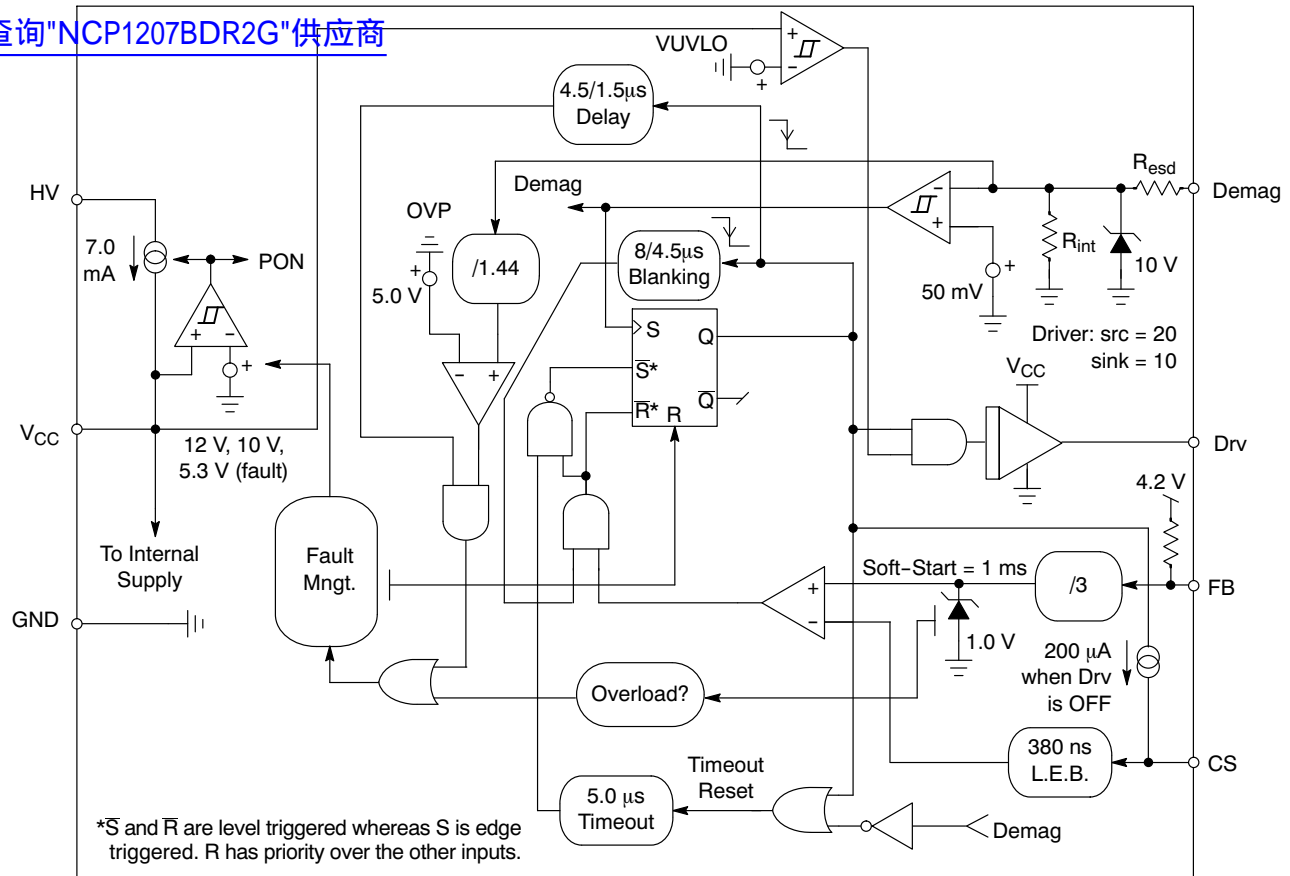 查询"NCP1207BDR2G"供应商
VUVLO
+
-
+
4.5/1.5μs
Delay
HV
7.0
mA
PON
+
-
+
Demag
OVP
+
5.0 V
/1.44
8/4.5μs
Blanking
-
+
+
50 mV
R_int
R_esd
10 V
Demag
Driver: src = 20
sink = 10
S
Q
S̅*
Q̅
R̅*
R
-
+
V_CC
V_CC
12 V, 10 V,
5.3 V (fault)
Drv
4.2 V
To Internal
Supply
Fault
Mngt.
Soft-Start = 1 ms
+
-
/3
FB
1.0 V
GND
200 μA
when Drv
is OFF
Overload?
380 ns
L.E.B.
CS
Timeout
Reset
5.0 μs
Timeout
Demag
*S̅ and R̅ are level triggered whereas S is edge
triggered. R has priority over the other inputs.